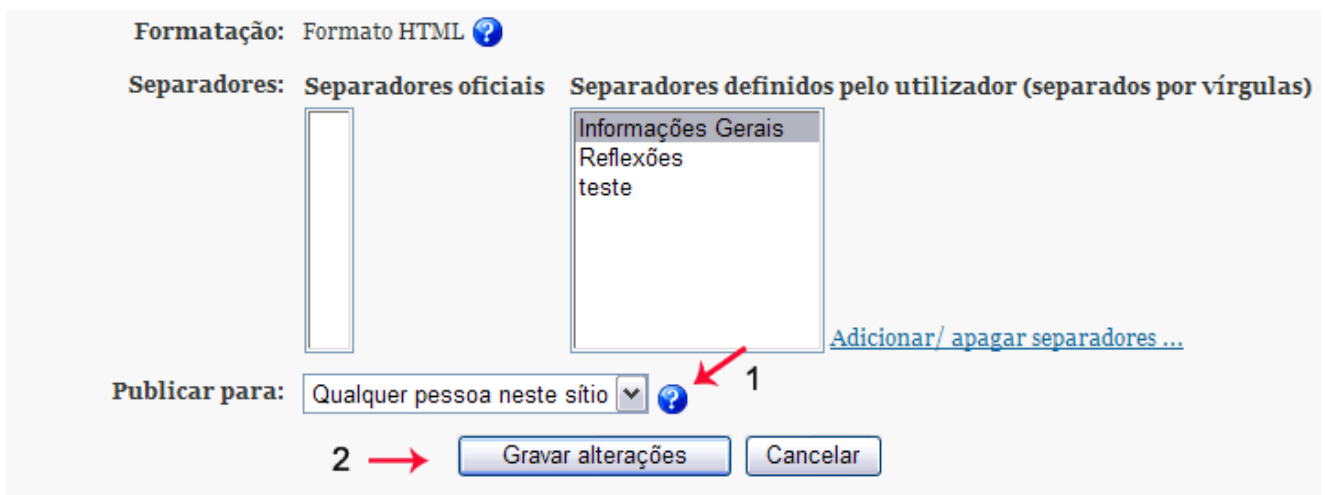 Formatação: Formato HTML ?
Separadores: Separadores oficiais Separadores definidos pelo utilizador (separados por vírgulas)
Informações Gerais
Reflexões
teste
Adicionar/ apagar separadores ...
1
Publicar para: Qualquer pessoa neste sítio ?
2 Gravar alterações Cancelar